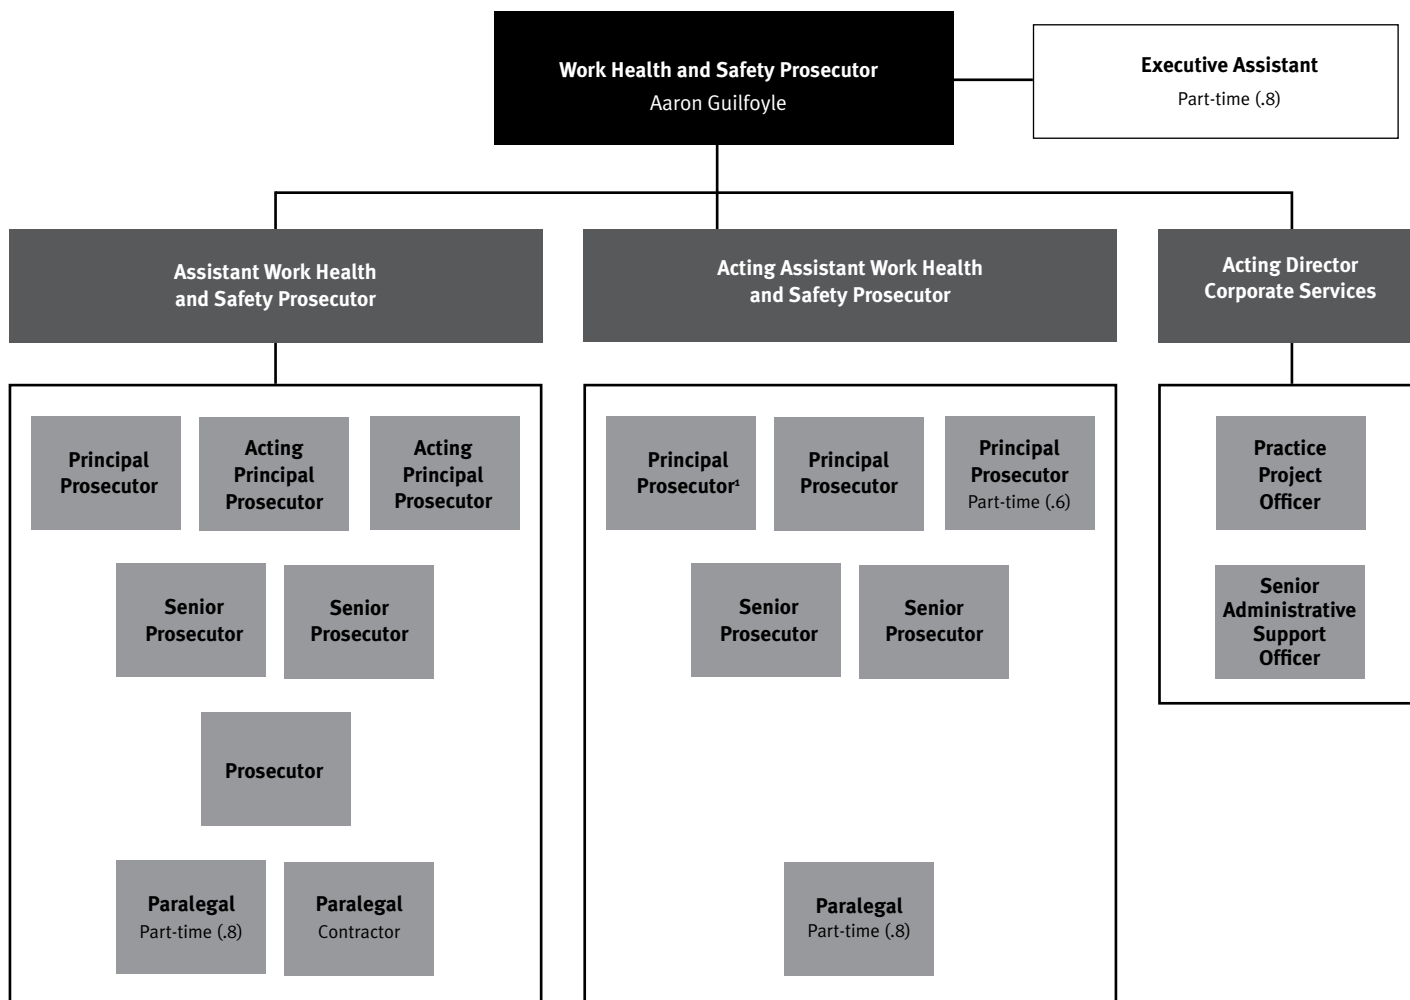 Work Health and Safety Prosecutor
Aaron Guilfoyle
Executive Assistant
Part-time (.8)
Assistant Work Health
and Safety Prosecutor
Acting Assistant Work Health
and Safety Prosecutor
Acting Director
Corporate Services
Principal
Prosecutor
Acting
Principal
Prosecutor
Acting
Principal
Prosecutor
Senior
Prosecutor
Senior
Prosecutor
Prosecutor
Paralegal
Part-time (.8)
Paralegal
Contractor
Principal
Prosecutor¹
Principal
Prosecutor
Principal
Prosecutor
Part-time (.6)
Senior
Prosecutor
Senior
Prosecutor
Paralegal
Part-time (.8)
Practice
Project
Officer
Senior
Administrative
Support
Officer